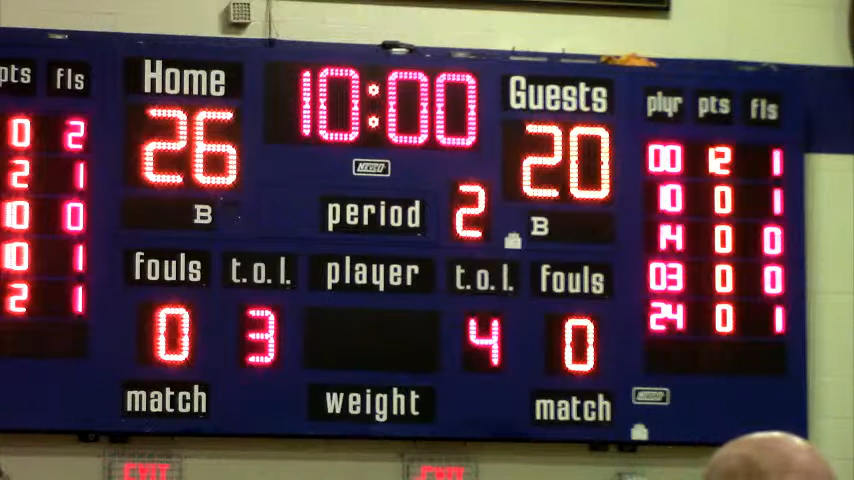 pts fls Home 10:00 Guests plyr pts fls
26 20
0 2 00 12 1
2 1 10 0 1
10 0 B period 2 B 14 0 0
10 1 fouls t.o.l. player t.o.l. fouls 03 0 0
2 1 24 0 1
0 3 4 0
match weight match
EXIT